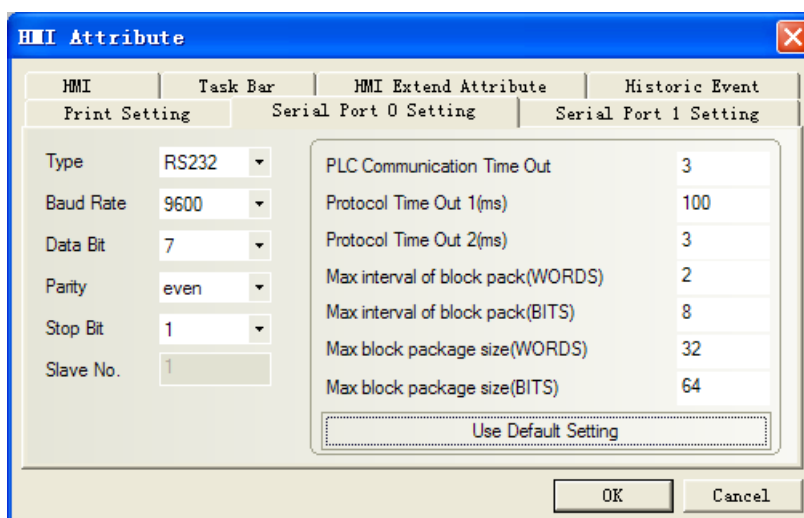 HMI Attribute
HMI Task Bar HMI Extend Attribute Historic Event
Print Setting Serial Port 0 Setting Serial Port 1 Setting
Type RS232 PLC Communication Time Out 3
Baud Rate 9600 Protocol Time Out 1(ms) 100
Data Bit 7 Protocol Time Out 2(ms) 3
Parity even Max interval of block pack(WORDS) 2
Stop Bit 1 Max interval of block pack(BITS) 8
Slave No. 1 Max block package size(WORDS) 32
Max block package size(BITS) 64
Use Default Setting
OK Cancel